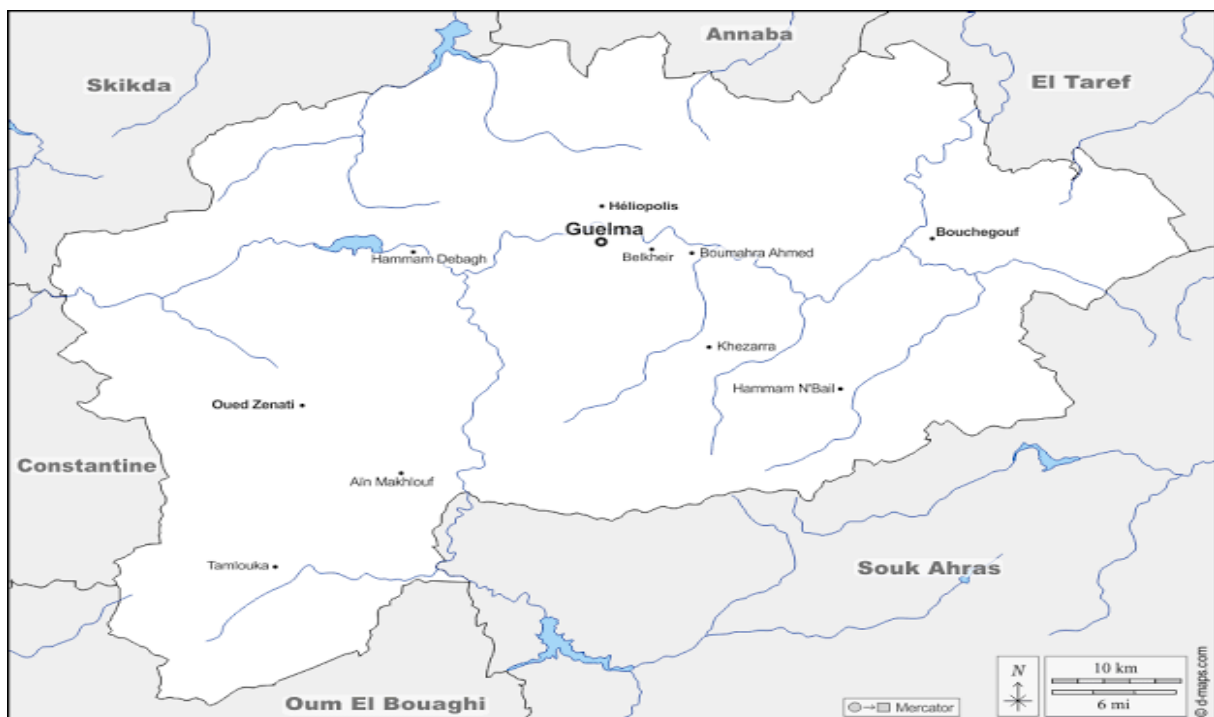 Annaba
Skikda
El Taref
Héliopolis
Guelma
Bouchegouf
Hammam Debagh
Belkheir
Boumahra Ahmed
Khezarra
Hammam N'Bail
Oued Zenati
Constantine
Aïn Makhlouf
Tamlouka
Souk Ahras
Oum El Bouaghi
N
10 km
6 mi
Mercator
© d-maps.com